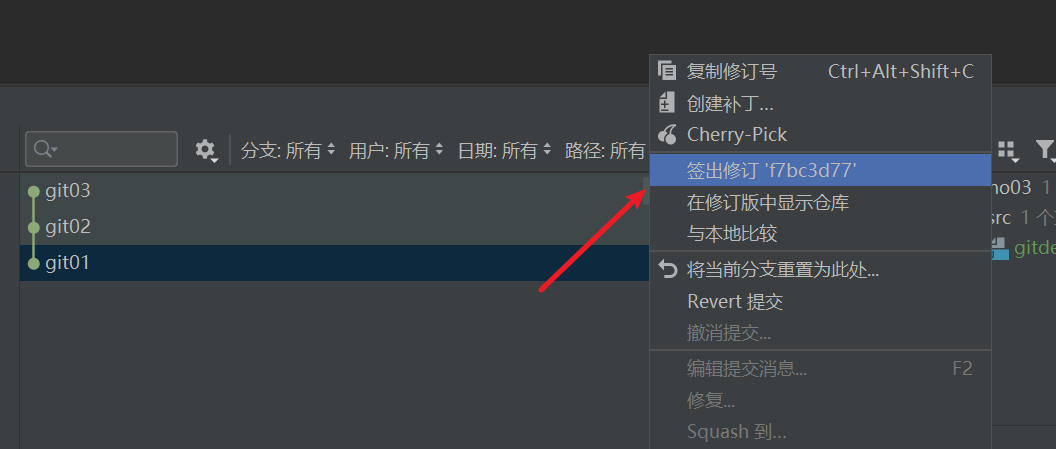 分支: 所有 用户: 所有 日期: 所有 路径: 所有
git03
git02
git01
复制修订号 Ctrl+Alt+Shift+C
创建补丁...
Cherry-Pick
签出修订 'f7bc3d77'
在修订版中显示仓库
与本地比较
将当前分支重置为此处...
Revert 提交
撤消提交...
编辑提交消息... F2
修复...
Squash 到...
no03 1
src 1 个
gitde